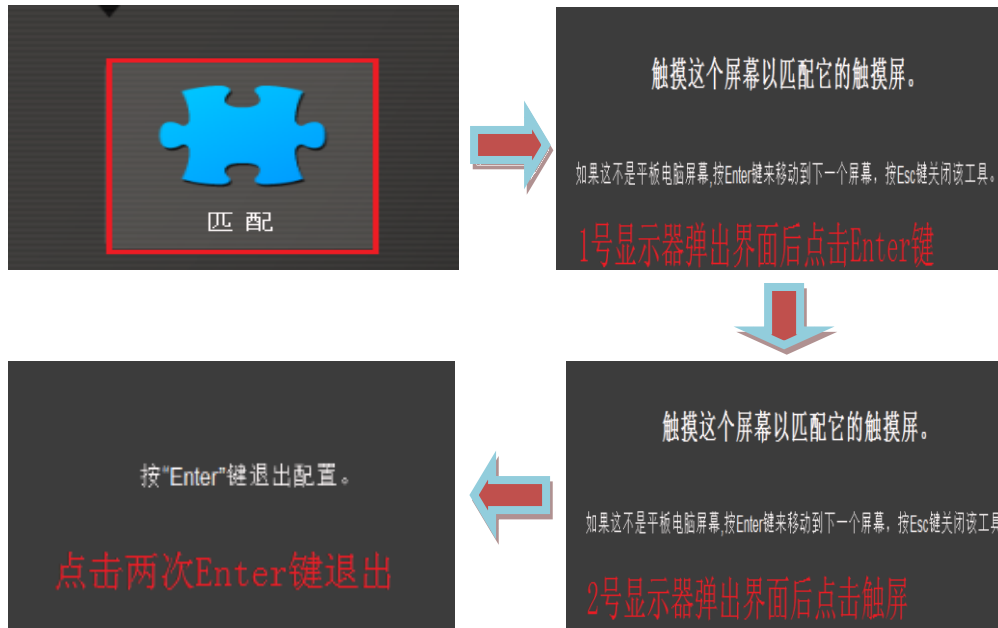 匹 配
触摸这个屏幕以匹配它的触摸屏。
如果这不是平板电脑屏幕,按Enter键来移动到下一个屏幕，按Esc键关闭该工具。
1号显示器弹出界面后点击Enter键
触摸这个屏幕以匹配它的触摸屏。
如果这不是平板电脑屏幕,按Enter键来移动到下一个屏幕，按Esc键关闭该工具
2号显示器弹出界面后点击触屏
按"Enter"键退出配置。
点击两次Enter键退出